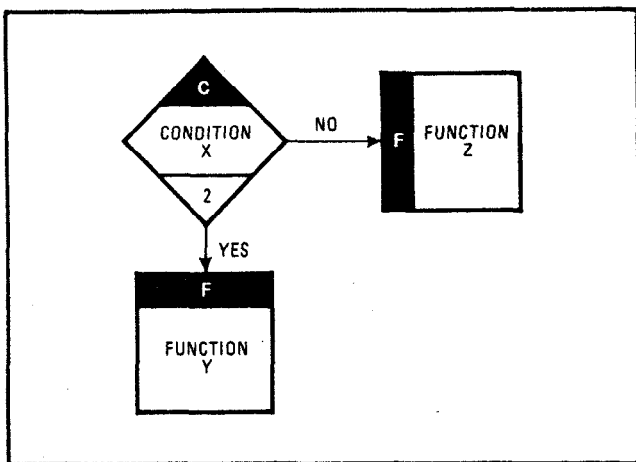 C
CONDITION
X
2
NO
F
FUNCTION
Z
YES
F
FUNCTION
Y